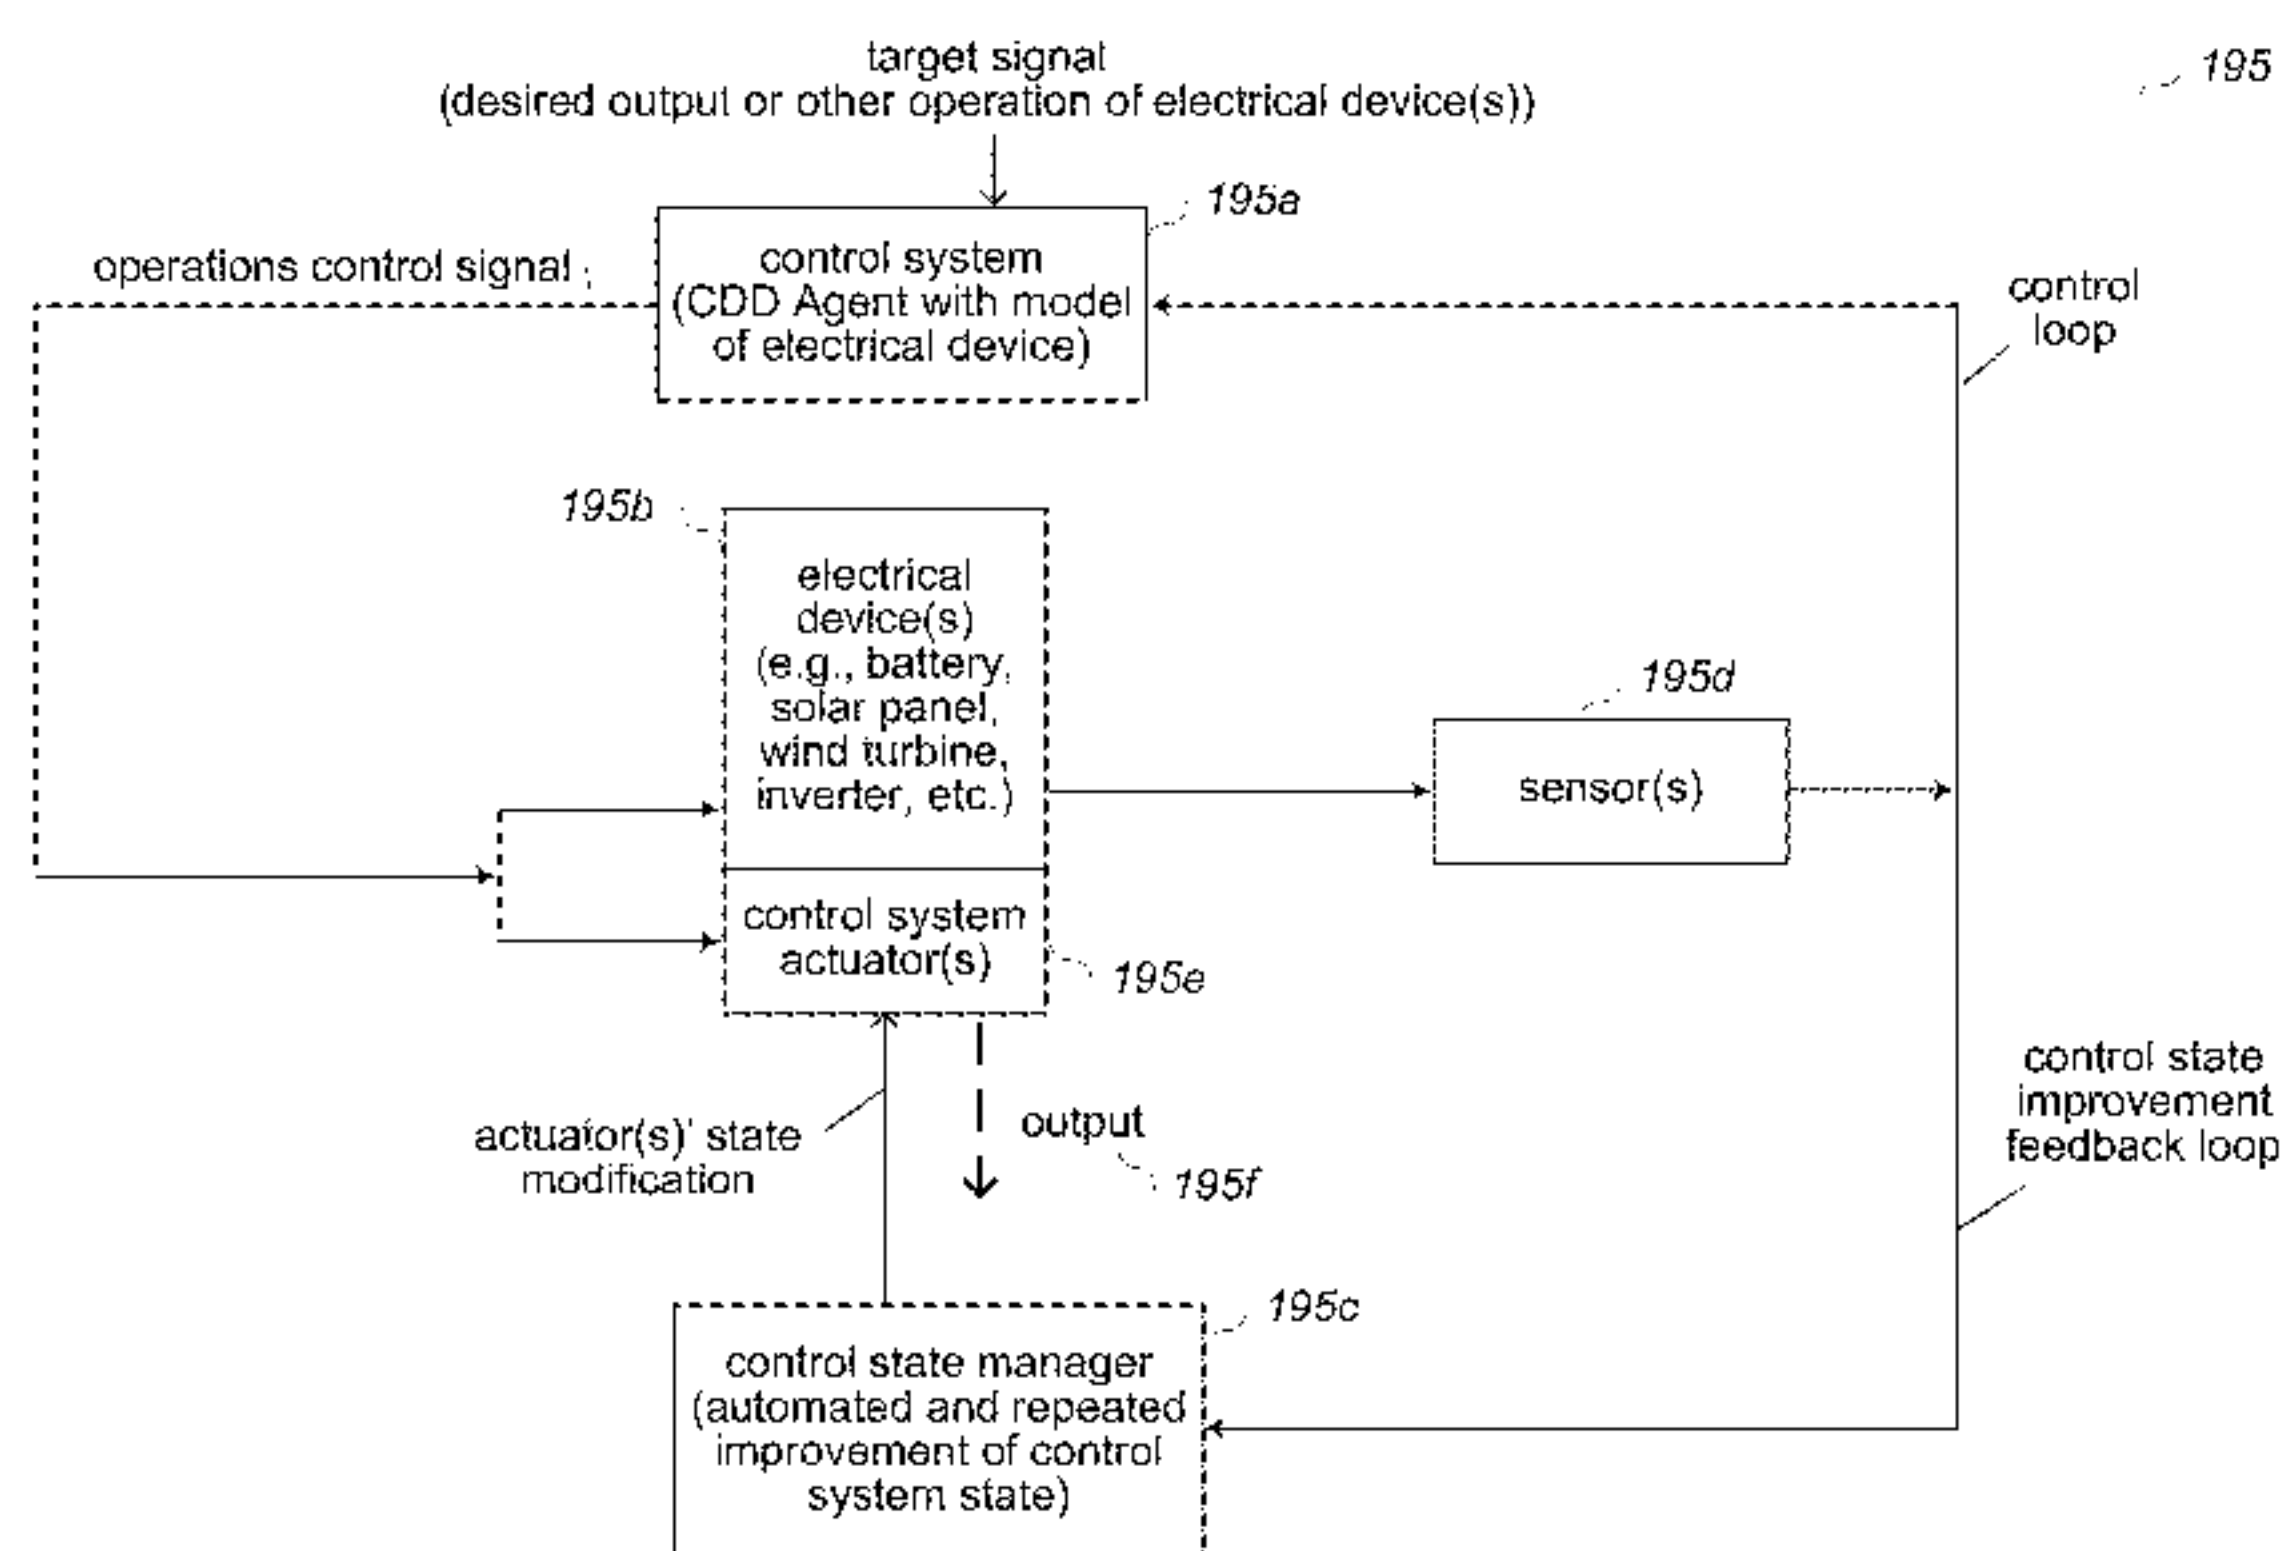 target signal
(desired output or other operation of electrical device(s))
195
195a
operations control signal
control system
(CDD Agent with model
of electrical device)
control
loop
195b
electrical
device(s)
(e.g., battery,
solar panel,
wind turbine,
inverter, etc.)
195d
sensor(s)
control system
actuator(s)
195e
actuator(s)' state
modification
output
195f
control state
improvement
feedback loop
195c
control state manager
(automated and repeated
improvement of control
system state)